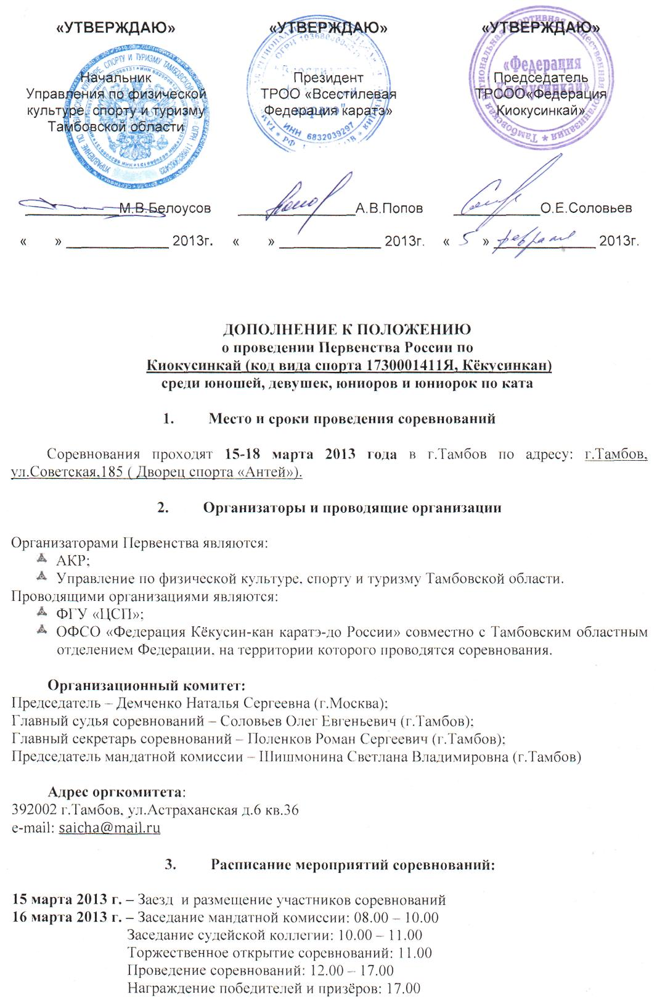 «УТВЕРЖДАЮ»
Начальник
Управления по физической
культуре, спорту и туризму
Тамбовской области
М.В.Белоусов
« » 2013г.
«УТВЕРЖДАЮ»
Президент
ТРОО «Всестилевая
Федерация каратэ»
А.В.Попов
« » 2013г.
ИНН 6832039297
«УТВЕРЖДАЮ»
Председатель
ТРСОО«Федерация
Киокусинкай»
О.Е.Соловьев
« 5 » февраля 2013г.
«Федерация
Киокусинкай»
ДОПОЛНЕНИЕ К ПОЛОЖЕНИЮ
о проведении Первенства России по
Киокусинкай (код вида спорта 1730001411Я, Кёкусинкан)
среди юношей, девушек, юниоров и юниорок по ката
1. Место и сроки проведения соревнований
Соревнования проходят 15-18 марта 2013 года в г.Тамбов по адресу: г.Тамбов,
ул.Советская,185 ( Дворец спорта «Антей»).
2. Организаторы и проводящие организации
Организаторами Первенства являются:
АКР;
Управление по физической культуре, спорту и туризму Тамбовской области.
Проводящими организациями являются:
ФГУ «ЦСП»;
ОФСО «Федерация Кёкусин-кан каратэ-до России» совместно с Тамбовским областным
отделением Федерации, на территории которого проводятся соревнования.
Организационный комитет:
Председатель – Демченко Наталья Сергеевна (г.Москва);
Главный судья соревнований – Соловьев Олег Евгеньевич (г.Тамбов);
Главный секретарь соревнований – Поленков Роман Сергеевич (г.Тамбов);
Председатель мандатной комиссии – Шишмонина Светлана Владимировна (г.Тамбов)
Адрес оргкомитета:
392002 г.Тамбов, ул.Астраханская д.6 кв.36
e-mail: saicha@mail.ru
3. Расписание мероприятий соревнований:
15 марта 2013 г. – Заезд и размещение участников соревнований
16 марта 2013 г. – Заседание мандатной комиссии: 08.00 – 10.00
Заседание судейской коллегии: 10.00 – 11.00
Торжественное открытие соревнований: 11.00
Проведение соревнований: 12.00 – 17.00
Награждение победителей и призёров: 17.00